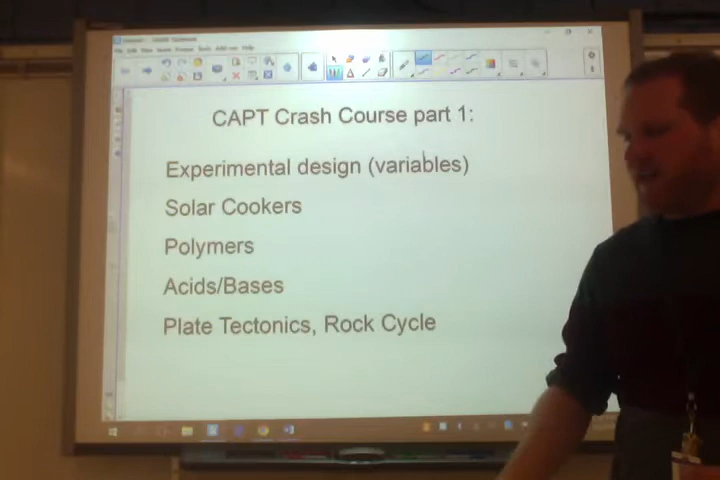 CAPT Crash Course part 1:
Experimental design (variables)
Solar Cookers
Polymers
Acids/Bases
Plate Tectonics, Rock Cycle